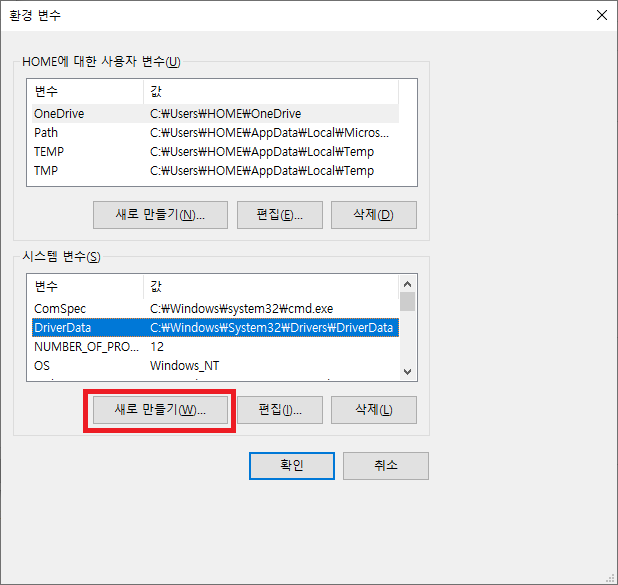 환경 변수
HOME에 대한 사용자 변수(U)
변수 값
OneDrive C:₩Users₩HOME₩OneDrive
Path C:₩Users₩HOME₩AppData₩Local₩Micros...
TEMP C:₩Users₩HOME₩AppData₩Local₩Temp
TMP C:₩Users₩HOME₩AppData₩Local₩Temp
새로 만들기(N)... 편집(E)... 삭제(D)
시스템 변수(S)
변수 값
ComSpec C:₩Windows₩system32₩cmd.exe
DriverData C:₩Windows₩System32₩Drivers₩DriverData
NUMBER_OF_PRO... 12
OS Windows_NT
새로 만들기(W)... 편집(I)... 삭제(L)
확인 취소